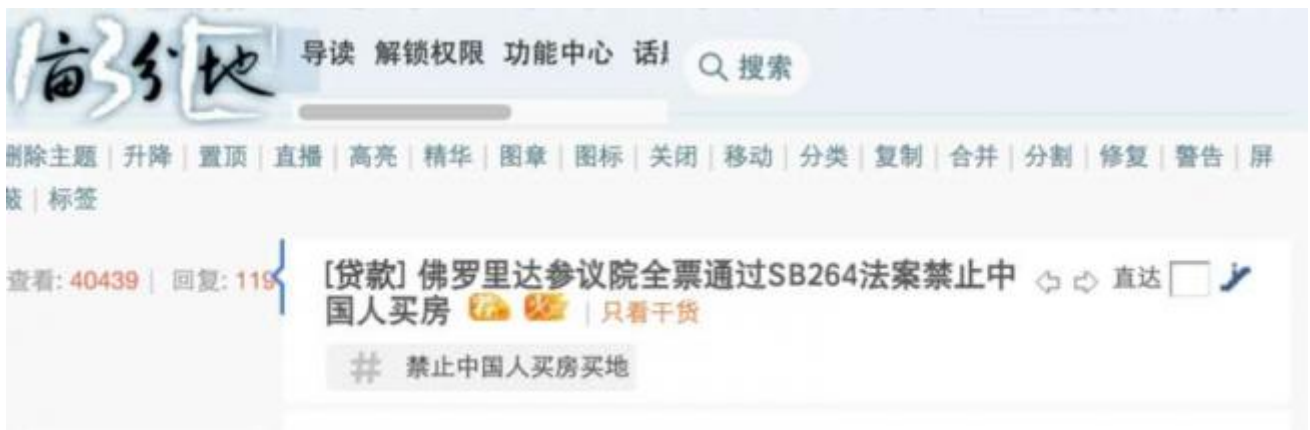 亩3分地
导读 解锁权限 功能中心 话
搜索
删除主题 | 升降 | 置顶 | 直播 | 高亮 | 精华 | 图章 | 图标 | 关闭 | 移动 | 分类 | 复制 | 合并 | 分割 | 修复 | 警告 | 屏
蔽 | 标签
查看: 40439 | 回复: 119
[贷款] 佛罗里达参议院全票通过SB264法案禁止中 直达
国人买房 | 只看干货
# 禁止中国人买房买地